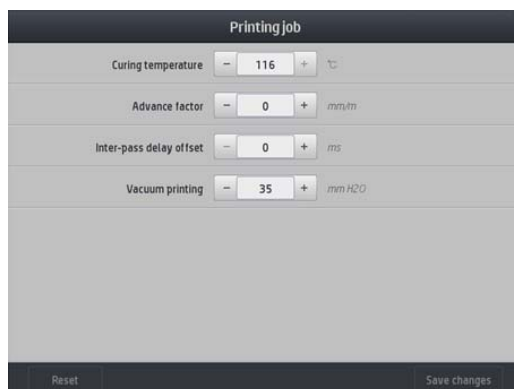 Printing job
Curing temperature − 116 + °C
Advance factor − 0 + mm/m
Inter-pass delay offset − 0 + ms
Vacuum printing − 35 + mm H2O
Reset Save changes